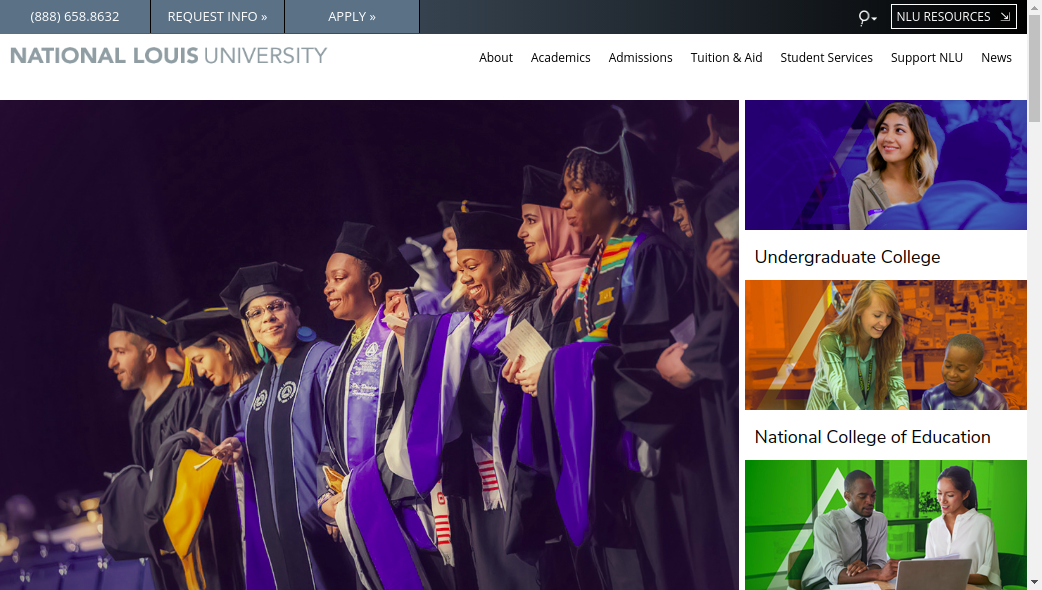 (888) 658.8632 REQUEST INFO » APPLY » NLU RESOURCES
NATIONAL LOUIS UNIVERSITY
About Academics Admissions Tuition & Aid Student Services Support NLU News
Undergraduate College
National College of Education